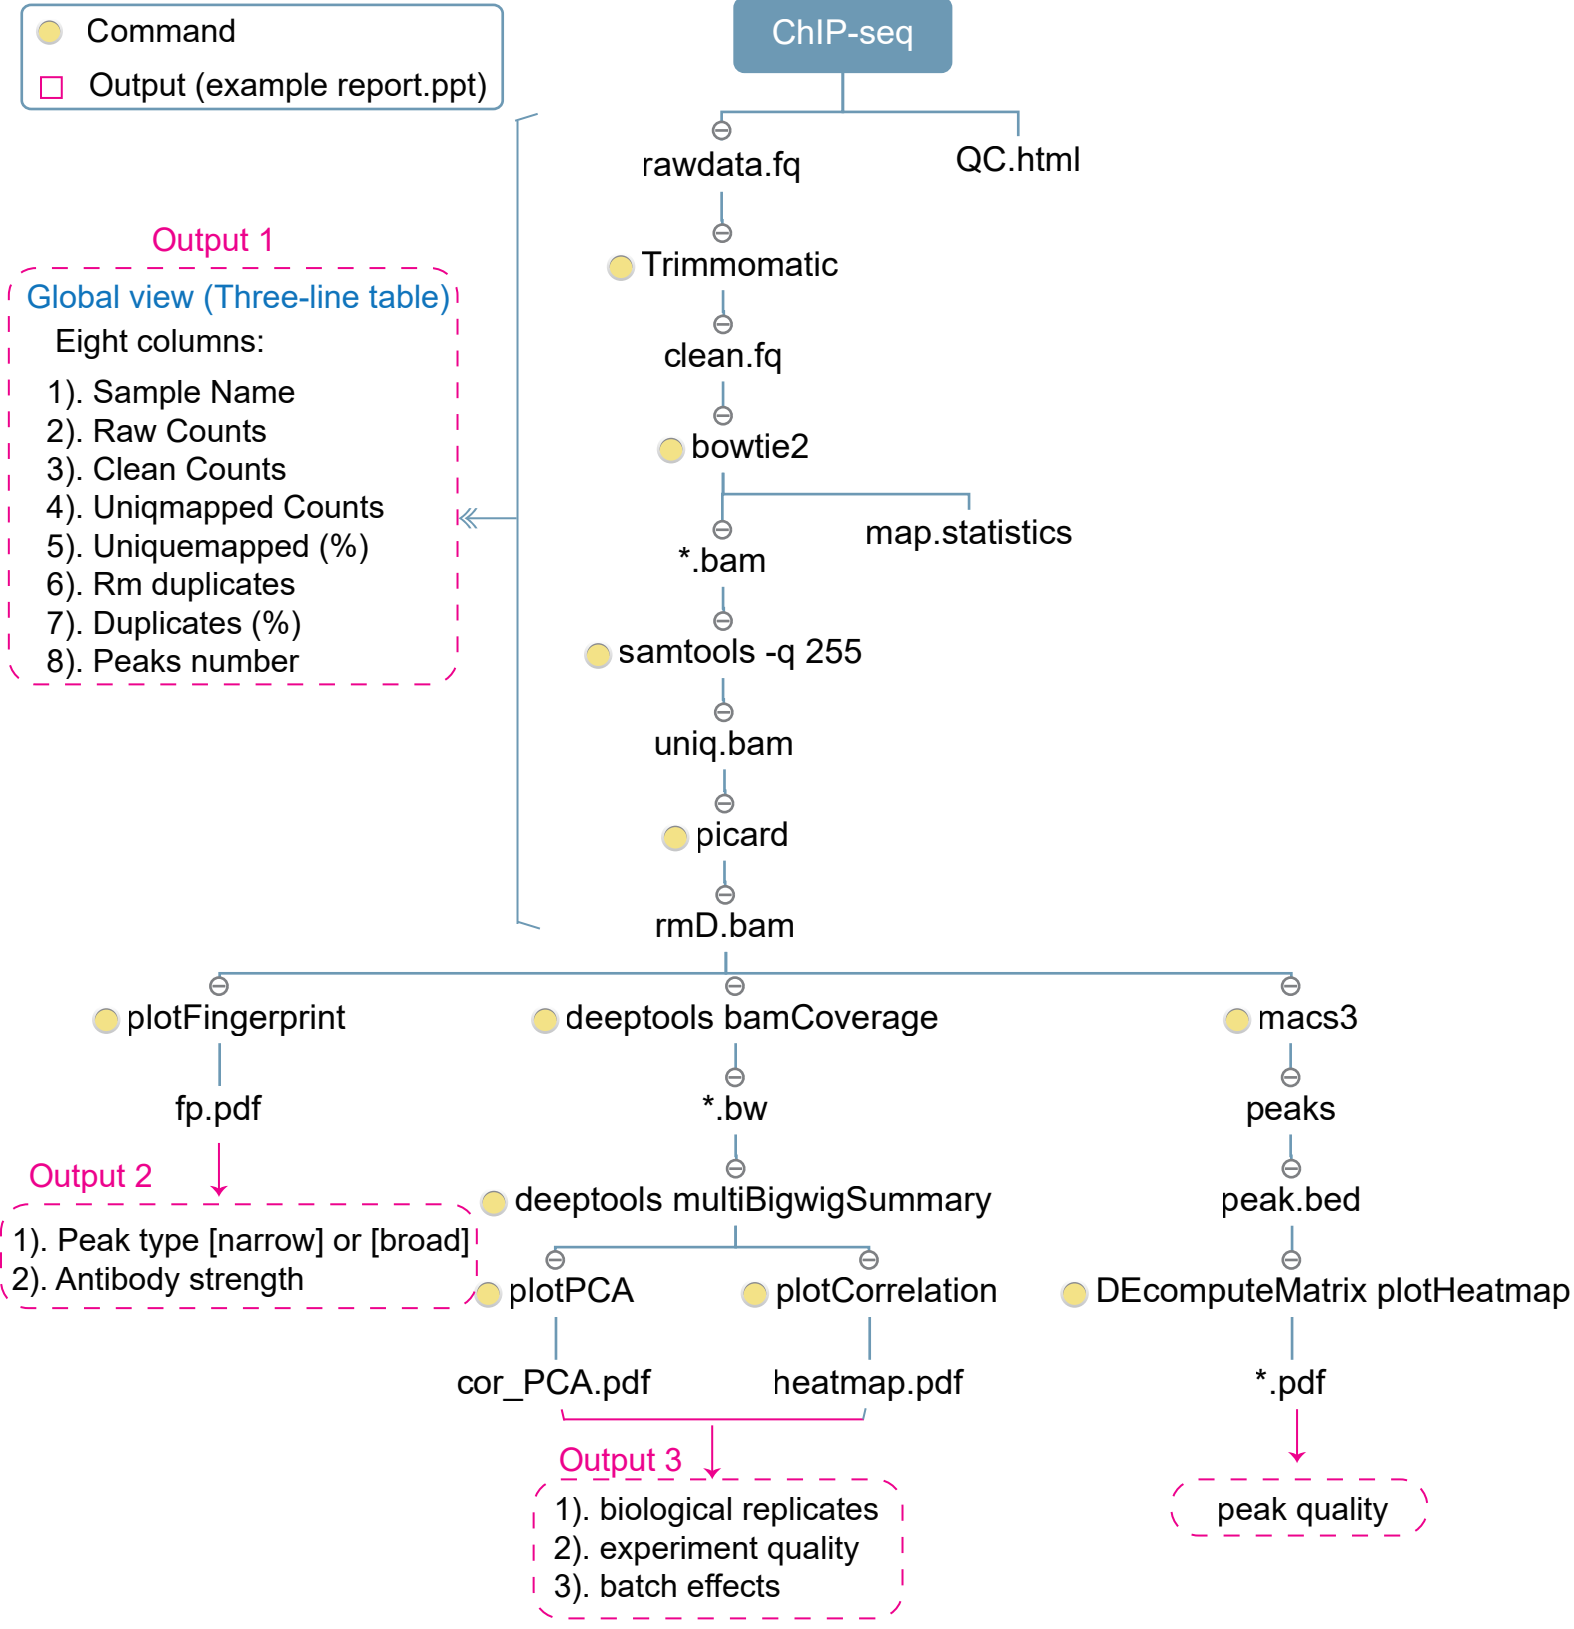 Command
Output (example report.ppt)
ChIP-seq
rawdata.fq
QC.html
Trimmomatic
clean.fq
bowtie2
*.bam
map.statistics
samtools -q 255
uniq.bam
picard
rmD.bam
Output 1
Global view (Three-line table)
Eight columns:
1). Sample Name
2). Raw Counts
3). Clean Counts
4). Uniqmapped Counts
5). Uniquemapped (%)
6). Rm duplicates
7). Duplicates (%)
8). Peaks number
plotFingerprint
fp.pdf
Output 2
1). Peak type [narrow] or [broad]
2). Antibody strength
deeptools bamCoverage
*.bw
deeptools multiBigwigSummary
plotPCA
plotCorrelation
cor_PCA.pdf
heatmap.pdf
Output 3
1). biological replicates
2). experiment quality
3). batch effects
macs3
peaks
peak.bed
DEcomputeMatrix plotHeatmap
*.pdf
peak quality